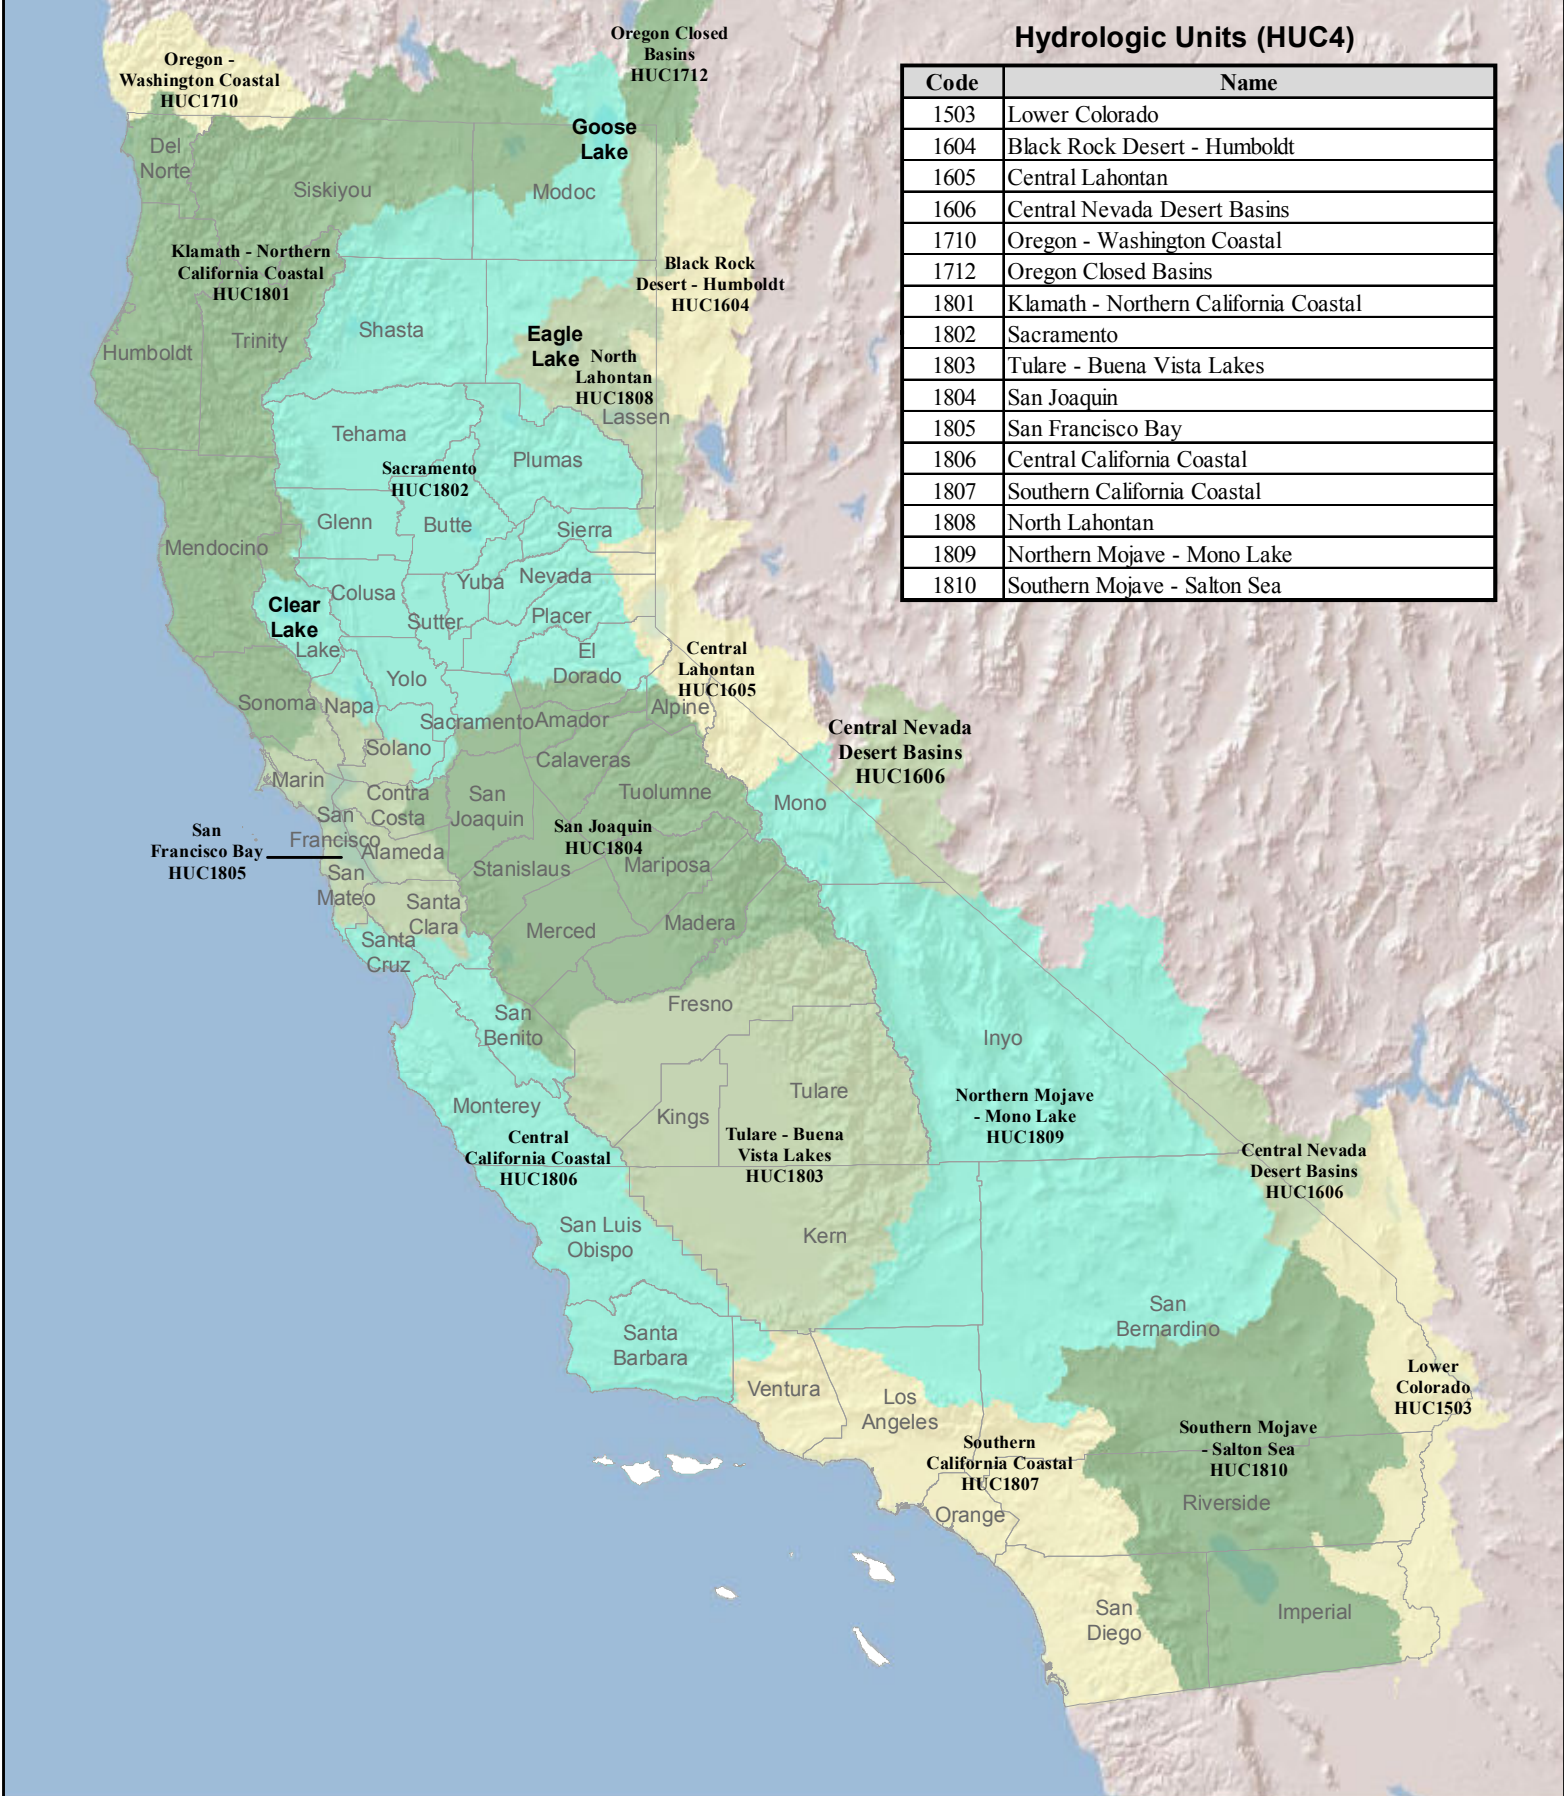 Hydrologic Units (HUC4)
Code Name
1503 Lower Colorado
1604 Black Rock Desert - Humboldt
1605 Central Lahontan
1606 Central Nevada Desert Basins
1710 Oregon - Washington Coastal
1712 Oregon Closed Basins
1801 Klamath - Northern California Coastal
1802 Sacramento
1803 Tulare - Buena Vista Lakes
1804 San Joaquin
1805 San Francisco Bay
1806 Central California Coastal
1807 Southern California Coastal
1808 North Lahontan
1809 Northern Mojave - Mono Lake
1810 Southern Mojave - Salton Sea
Oregon Closed
Basins
HUC1712
Oregon -
Washington Coastal
HUC1710
Goose
Lake
Del
Norte
Siskiyou
Modoc
Klamath - Northern
California Coastal
HUC1801
Black Rock
Desert - Humboldt
HUC1604
Shasta
Trinity
Humboldt
Eagle
Lake
North
Lahontan
HUC1808
Lassen
Tehama
Plumas
Sacramento
HUC1802
Glenn
Butte
Sierra
Mendocino
Yuba
Nevada
Colusa
Clear
Lake
Lake
Sutter
Placer
El
Dorado
Central
Lahontan
HUC1605
Yolo
Sonoma
Napa
Alpine
Sacramento
Amador
Central Nevada
Desert Basins
HUC1606
Solano
Calaveras
Marin
Contra
Costa
San
Joaquin
Tuolumne
Mono
San
Francisco
San
Francisco Bay
HUC1805
San Joaquin
HUC1804
Alameda
Stanislaus
Mariposa
San
Mateo
Santa
Clara
Merced
Madera
Santa
Cruz
Fresno
San
Benito
Inyo
Tulare
Monterey
Kings
Northern Mojave
- Mono Lake
HUC1809
Central
California Coastal
HUC1806
Tulare - Buena
Vista Lakes
HUC1803
Central Nevada
Desert Basins
HUC1606
San Luis
Obispo
Kern
San
Bernardino
Santa
Barbara
Ventura
Los
Angeles
Lower
Colorado
HUC1503
Southern
California Coastal
HUC1807
Southern Mojave
- Salton Sea
HUC1810
Riverside
Orange
San
Diego
Imperial